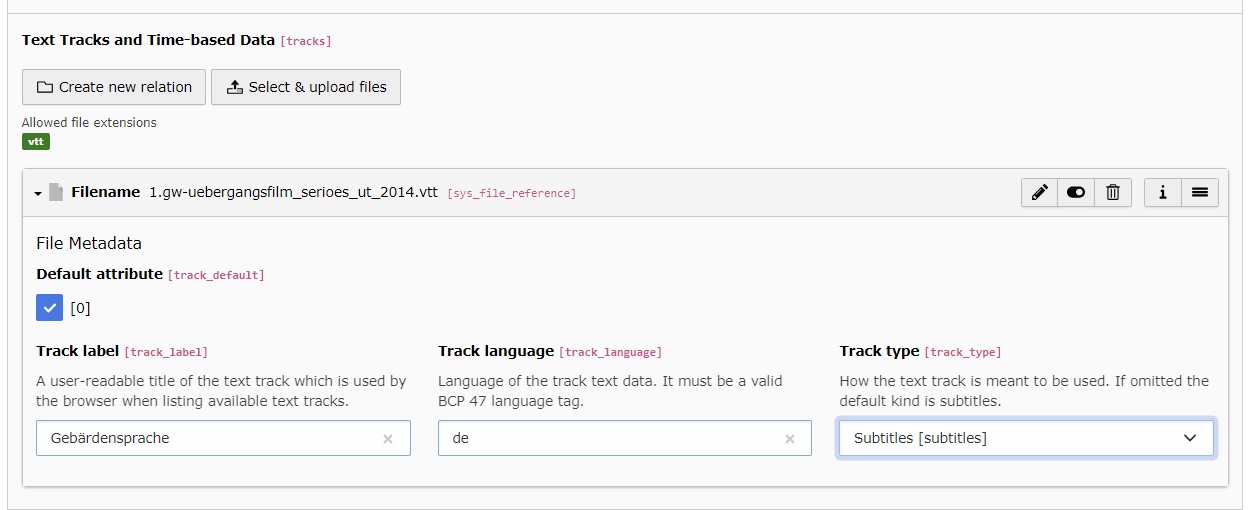 Text Tracks and Time-based Data [tracks]
Create new relation
Select & upload files
Allowed file extensions
vtt
Filename 1.gw-uebergangsfilm_serioes_ut_2014.vtt [sys_file_reference]
File Metadata
Default attribute [track_default]
[0]
Track label [track_label]
A user-readable title of the text track which is used by
the browser when listing available text tracks.
Gebärdensprache
Track language [track_language]
Language of the track text data. It must be a valid
BCP 47 language tag.
de
Track type [track_type]
How the text track is meant to be used. If omitted the
default kind is subtitles.
Subtitles [subtitles]